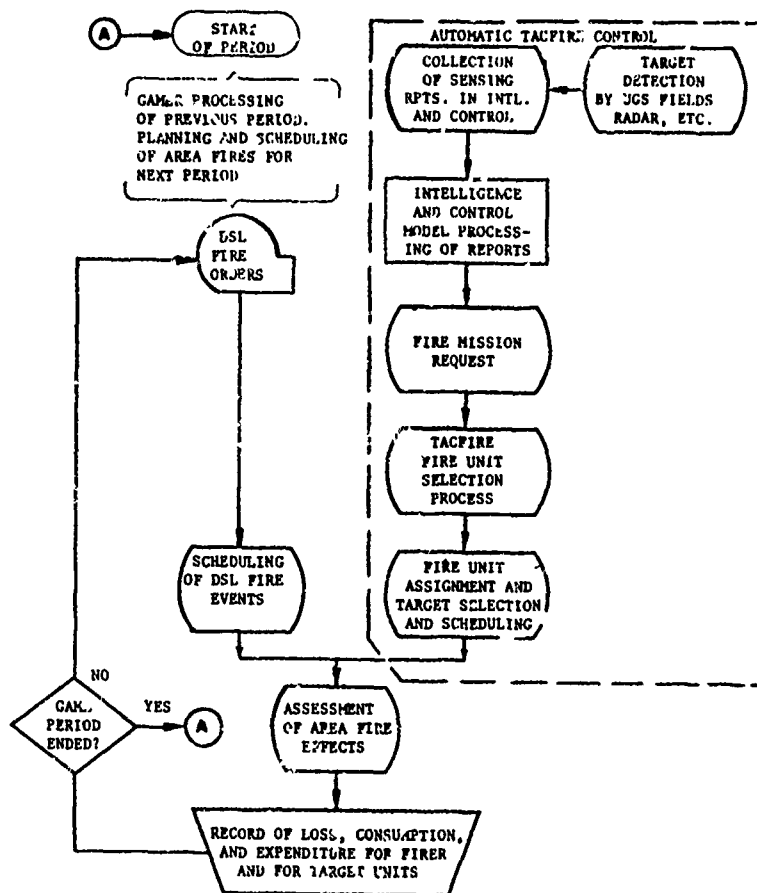 A
START
OF PERIOD
GAMER PROCESSING
OF PREVIOUS PERIOD.
PLANNING AND SCHEDULING
OF AREA FIRES FOR
NEXT PERIOD
DSL
FIRE
ORDERS
SCHEDULING
OF DSL FIRE
EVENTS
AUTOMATIC TACFIRE CONTROL
COLLECTION
OF SENSING
RPTS. IN INTL.
AND CONTROL
TARGET
DETECTION
BY UGS FIELDS
RADAR, ETC.
INTELLIGENCE
AND CONTROL
MODEL PROCESS-
ING OF REPORTS
FIRE MISSION
REQUEST
TACFIRE
FIRE UNIT
SELECTION
PROCESS
FIRE UNIT
ASSIGNMENT AND
TARGET SELECTION
AND SCHEDULING
ASSESSMENT
OF AREA FIRE
EFFECTS
RECORD OF LOSS, CONSUMPTION,
AND EXPENDITURE FOR FIRER
AND FOR TARGET UNITS
GAME
PERIOD
ENDED?
NO
YES
A